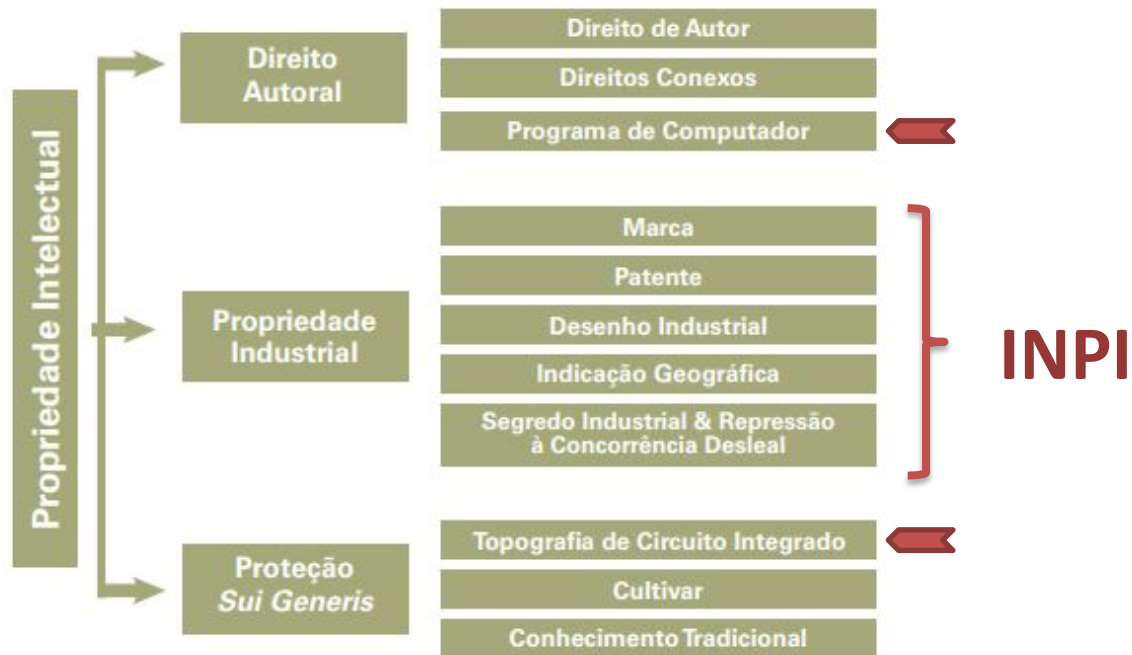 Propriedade Intelectual
Direito
Autoral
Direito de Autor
Direitos Conexos
Programa de Computador
Propriedade
Industrial
Marca
Patente
Desenho Industrial
Indicação Geográfica
Segredo Industrial & Repressão
à Concorrência Desleal
INPI
Proteção
Sui Generis
Topografia de Circuito Integrado
Cultivar
Conhecimento Tradicional